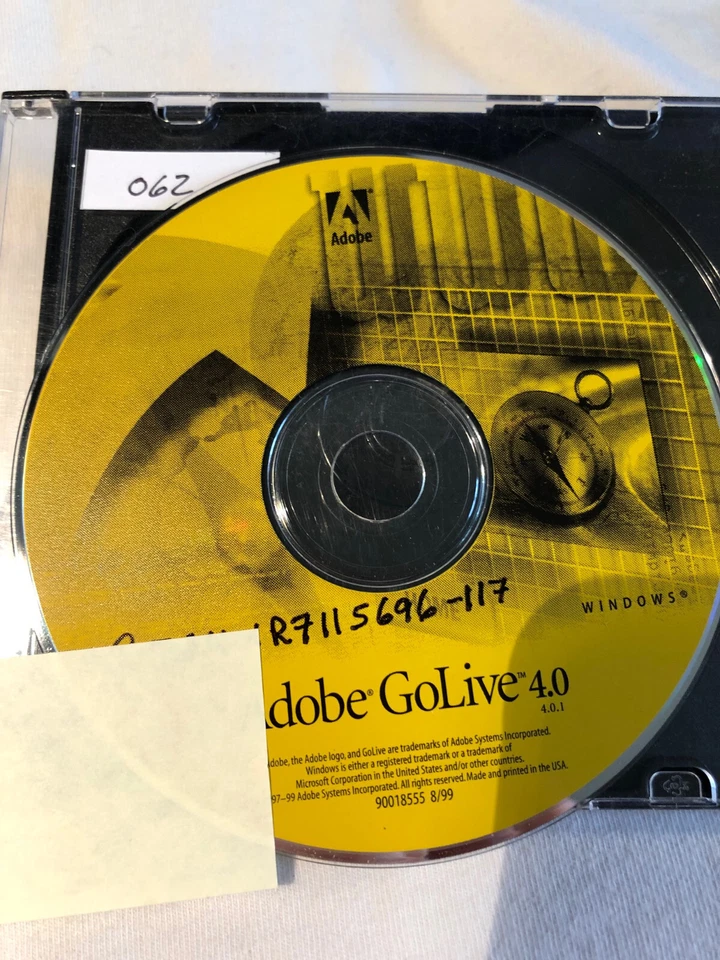 062
Adobe
WINDOWS®
R7115696-117
Adobe® GoLive™ 4.0
4.0.1
Adobe, the Adobe logo, and GoLive are trademarks of Adobe Systems Incorporated.
Windows is either a registered trademark or a trademark of
Microsoft Corporation in the United States and/or other countries.
97–99 Adobe Systems Incorporated. All rights reserved. Made and printed in the USA.
90018555 8/99